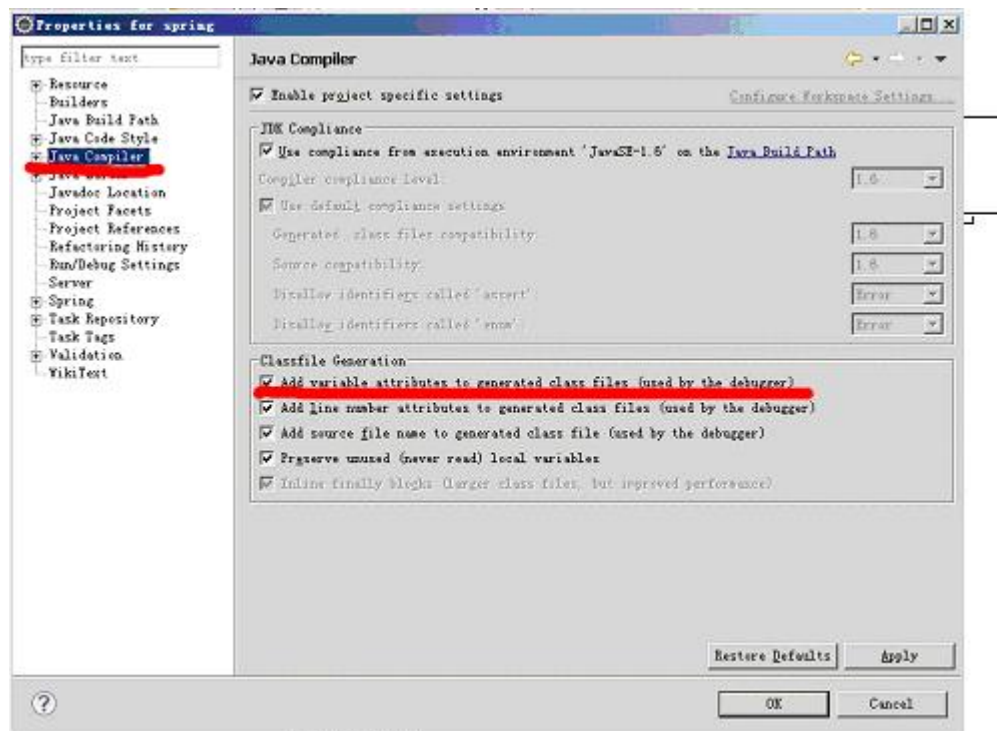 Properties for spring
type filter text
Resource
Builders
Java Build Path
Java Code Style
Java Compiler
Java
Javadoc Location
Project Facets
Project References
Refactoring History
Run/Debug Settings
Server
Spring
Task Repository
Task Tags
Validation
WikiText
Java Compiler
Enable project specific settings
Configure Workspace Settings...
JDK Compliance
Use compliance from execution environment 'JavaSE-1.6' on the Java Build Path
Compiler compliance level:
1.6
Use default compliance settings
Generated .class files compatibility:
1.6
Source compatibility:
1.6
Disallow identifiers called 'assert':
Error
Disallow identifiers called 'enum':
Error
Classfile Generation
Add variable attributes to generated class files (used by the debugger)
Add line number attributes to generated class files (used by the debugger)
Add source file name to generated class file (used by the debugger)
Preserve unused (never read) local variables
Inline finally blocks (larger class files, but improved performance)
Restore Defaults
Apply
?
OK
Cancel